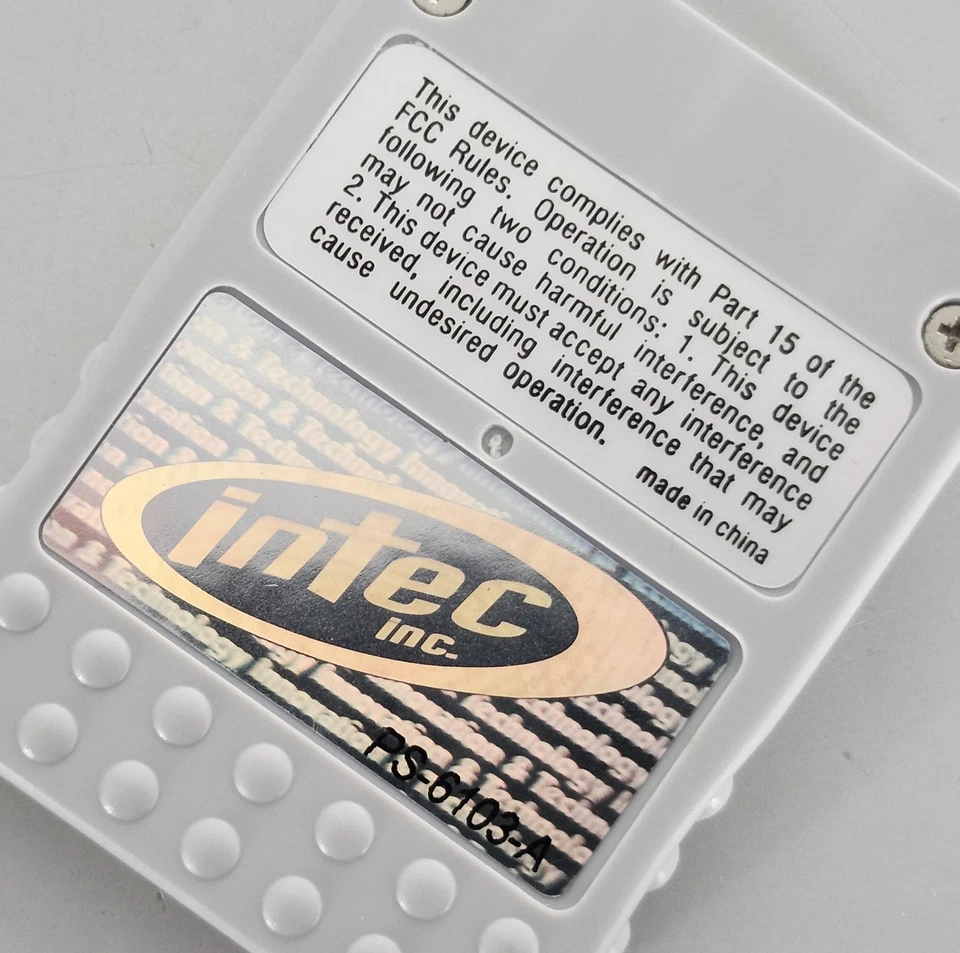 This device complies with Part 15 of the
FCC Rules. Operation is subject to the
following two conditions: 1. This device
may not cause harmful interference, and
2. This device must accept any interference
received, including interference that may
cause undesired operation.
made in china
intec
inc.
PS-6103-A